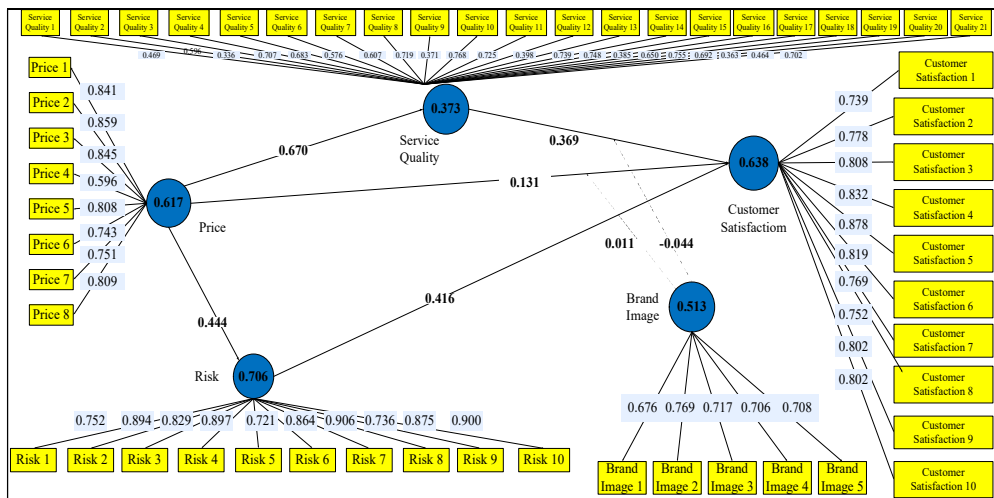 Service Quality 1
Service Quality 2
Service Quality 3
Service Quality 4
Service Quality 5
Service Quality 6
Service Quality 7
Service Quality 8
Service Quality 9
Service Quality 10
Service Quality 11
Service Quality 12
Service Quality 13
Service Quality 14
Service Quality 15
Service Quality 16
Service Quality 17
Service Quality 18
Service Quality 19
Service Quality 20
Service Quality 21
0.469
0.596
0.336
0.707
0.683
0.576
0.607
0.719
0.371
0.768
0.725
0.398
0.739
0.748
0.385
0.650
0.755
0.692
0.363
0.464
0.702
Price 1
Price 2
Price 3
Price 4
Price 5
Price 6
Price 7
Price 8
0.841
0.859
0.845
0.596
0.808
0.743
0.751
0.809
0.373
Service
Quality
0.670
0.369
0.617
Price
0.131
0.638
Customer
Satisfactiom
0.011
-0.044
0.416
0.444
Brand
Image
0.513
Risk
0.706
0.739
0.778
0.808
0.832
0.878
0.819
0.769
0.752
0.802
0.802
Customer
Satisfaction 1
Customer
Satisfaction 2
Customer
Satisfaction 3
Customer
Satisfaction 4
Customer
Satisfaction 5
Customer
Satisfaction 6
Customer
Satisfaction 7
Customer
Satisfaction 8
Customer
Satisfaction 9
Customer
Satisfaction 10
0.752 0.894 0.829 0.897 0.721 0.864 0.906 0.736 0.875 0.900
Risk 1
Risk 2
Risk 3
Risk 4
Risk 5
Risk 6
Risk 7
Risk 8
Risk 9
Risk 10
0.676 0.769 0.717 0.706 0.708
Brand
Image 1
Brand
Image 2
Brand
Image 3
Brand
Image 4
Brand
Image 5